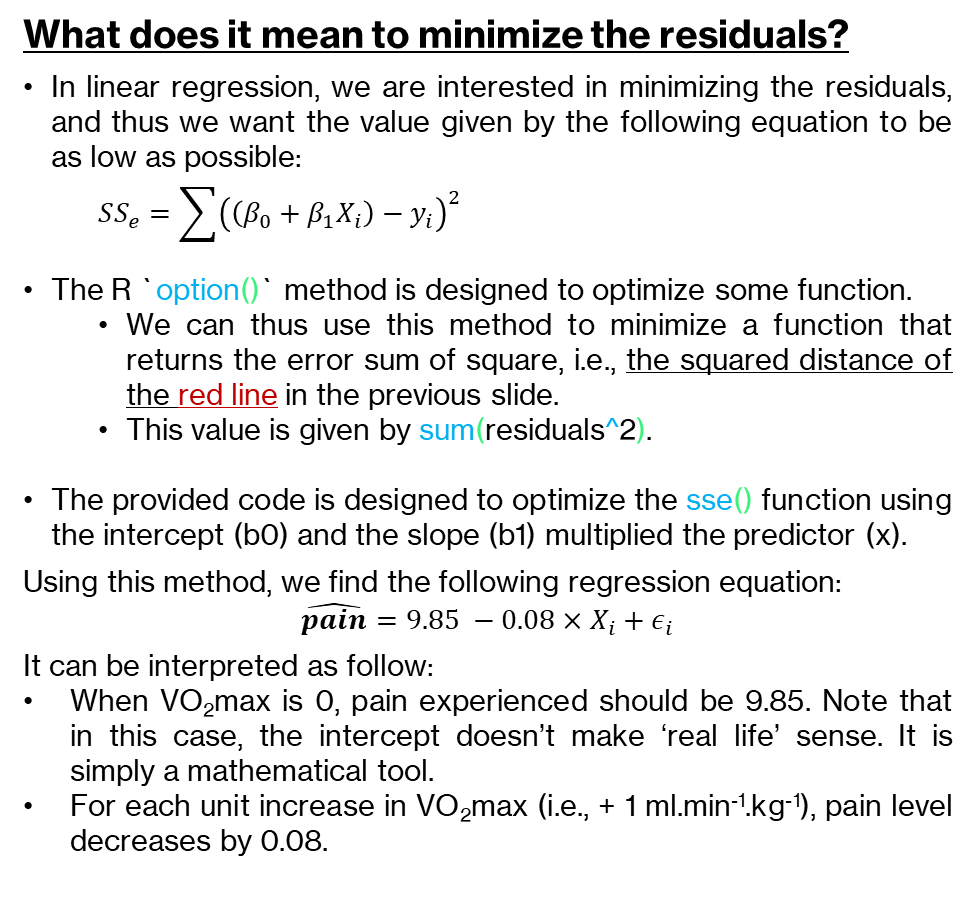 What does it mean to minimize the residuals?
• In linear regression, we are interested in minimizing the residuals,
and thus we want the value given by the following equation to be
as low as possible:
SSₑ = ∑((β₀ + β₁Xᵢ) − yᵢ)²
• The R `option()` method is designed to optimize some function.
• We can thus use this method to minimize a function that
returns the error sum of square, i.e., the squared distance of
the red line in the previous slide.
• This value is given by sum(residuals^2).
• The provided code is designed to optimize the sse() function using
the intercept (b0) and the slope (b1) multiplied the predictor (x).
Using this method, we find the following regression equation:
p͡ain = 9.85 − 0.08 × Xᵢ + ϵᵢ
It can be interpreted as follow:
• When VO₂max is 0, pain experienced should be 9.85. Note that
in this case, the intercept doesn’t make ‘real life’ sense. It is
simply a mathematical tool.
• For each unit increase in VO₂max (i.e., + 1 ml.min⁻¹.kg⁻¹), pain level
decreases by 0.08.